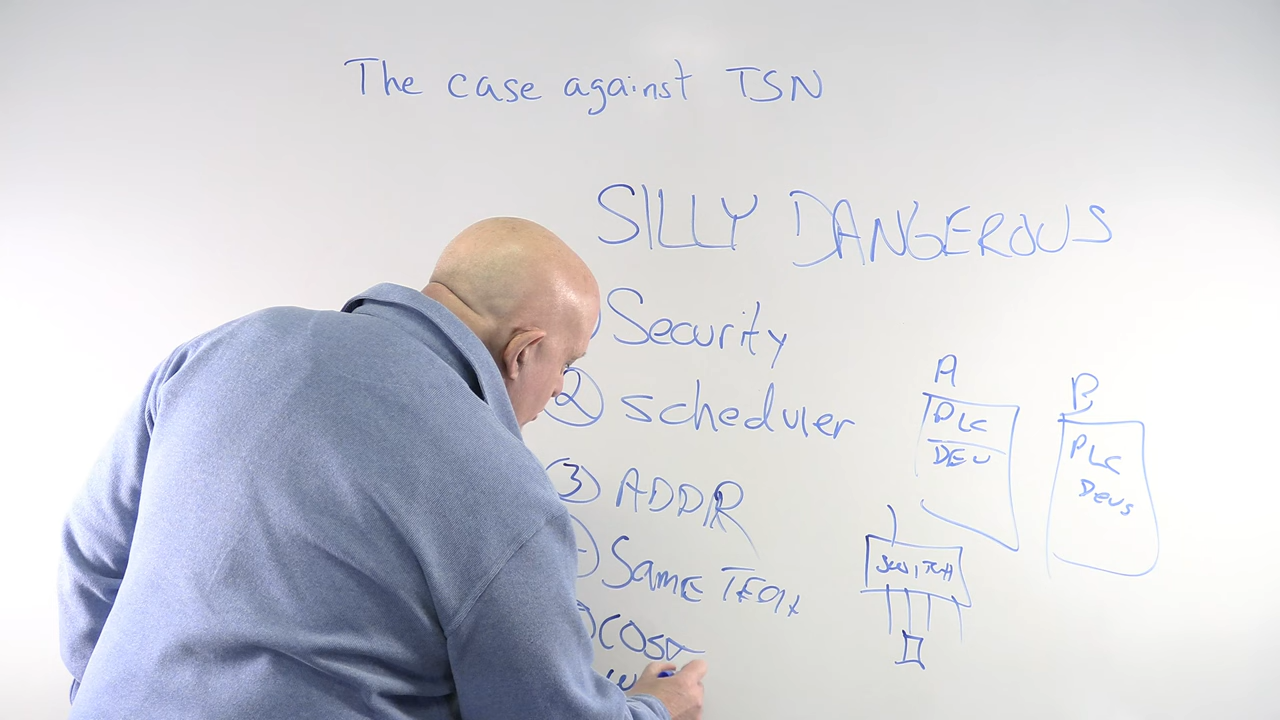 The case against TSN
SILLY DANGEROUS
Security
② scheduler
③ ADDR
Same TECH
COST
A
PLC
DEV
B
PLC
Devs
SWITCH